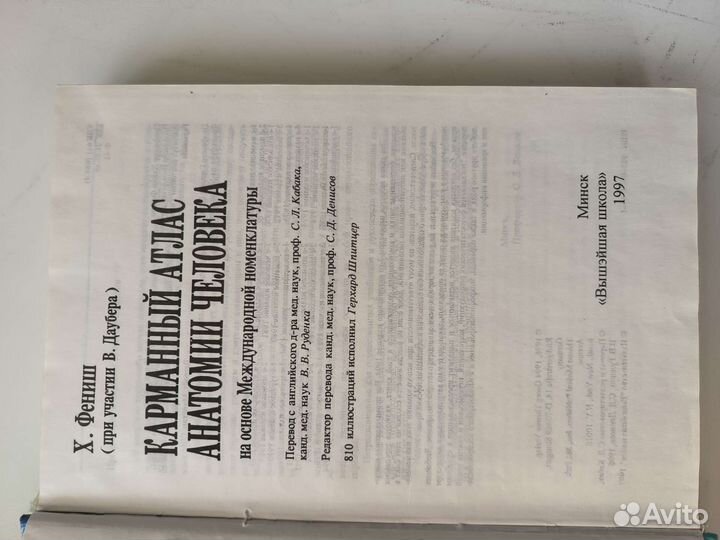 Х. Фениш
(при участии В. Даубера)
КАРМАННЫЙ АТЛАС
АНАТОМИИ ЧЕЛОВЕКА
на основе Международной номенклатуры
Перевод с английского д-ра мед. наук, проф. С. Л. Кабака,
канд. мед. наук В. В. Руденка
Редактор перевода канд. мед. наук, проф. С. Д. Денисов
810 иллюстраций исполнил Герхард Шпитцер
Минск
«Вышэйшая школа»
1997
Avito